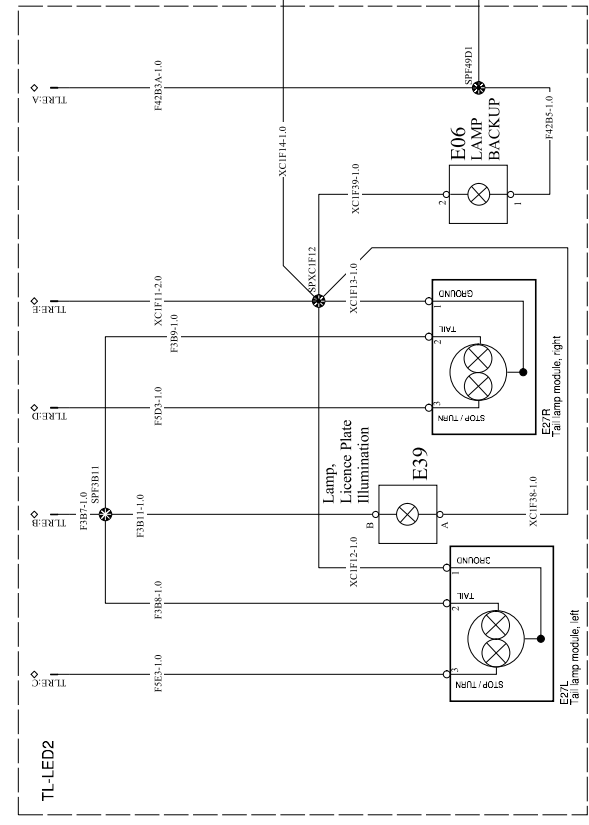 SPF49D1
TLRE:A
F42B3A-1.0
F42B5-1.0
E06
LAMP
BACKUP
XC1F14-1.0
XC1F39-1.0
2
1
SPXC1F12
TLRE:E
XC1F11-2.0
XC1F13-1.0
GROUND
1
F3B9-1.0
TAIL
2
TLRE:D
F5D3-1.0
3
STOP / TURN
E27R
Tail lamp module, right
Lamp,
Licence Plate
Illumination
E39
SPF3B11
TLRE:B
F3B7-1.0
F3B11-1.0
B
A
XC1F38-1.0
XC1F12-1.0
GROUND
1
F3B8-1.0
TAIL
2
TLRE:C
F5E3-1.0
3
STOP / TURN
E27L
Tail lamp module, left
TL-LED2